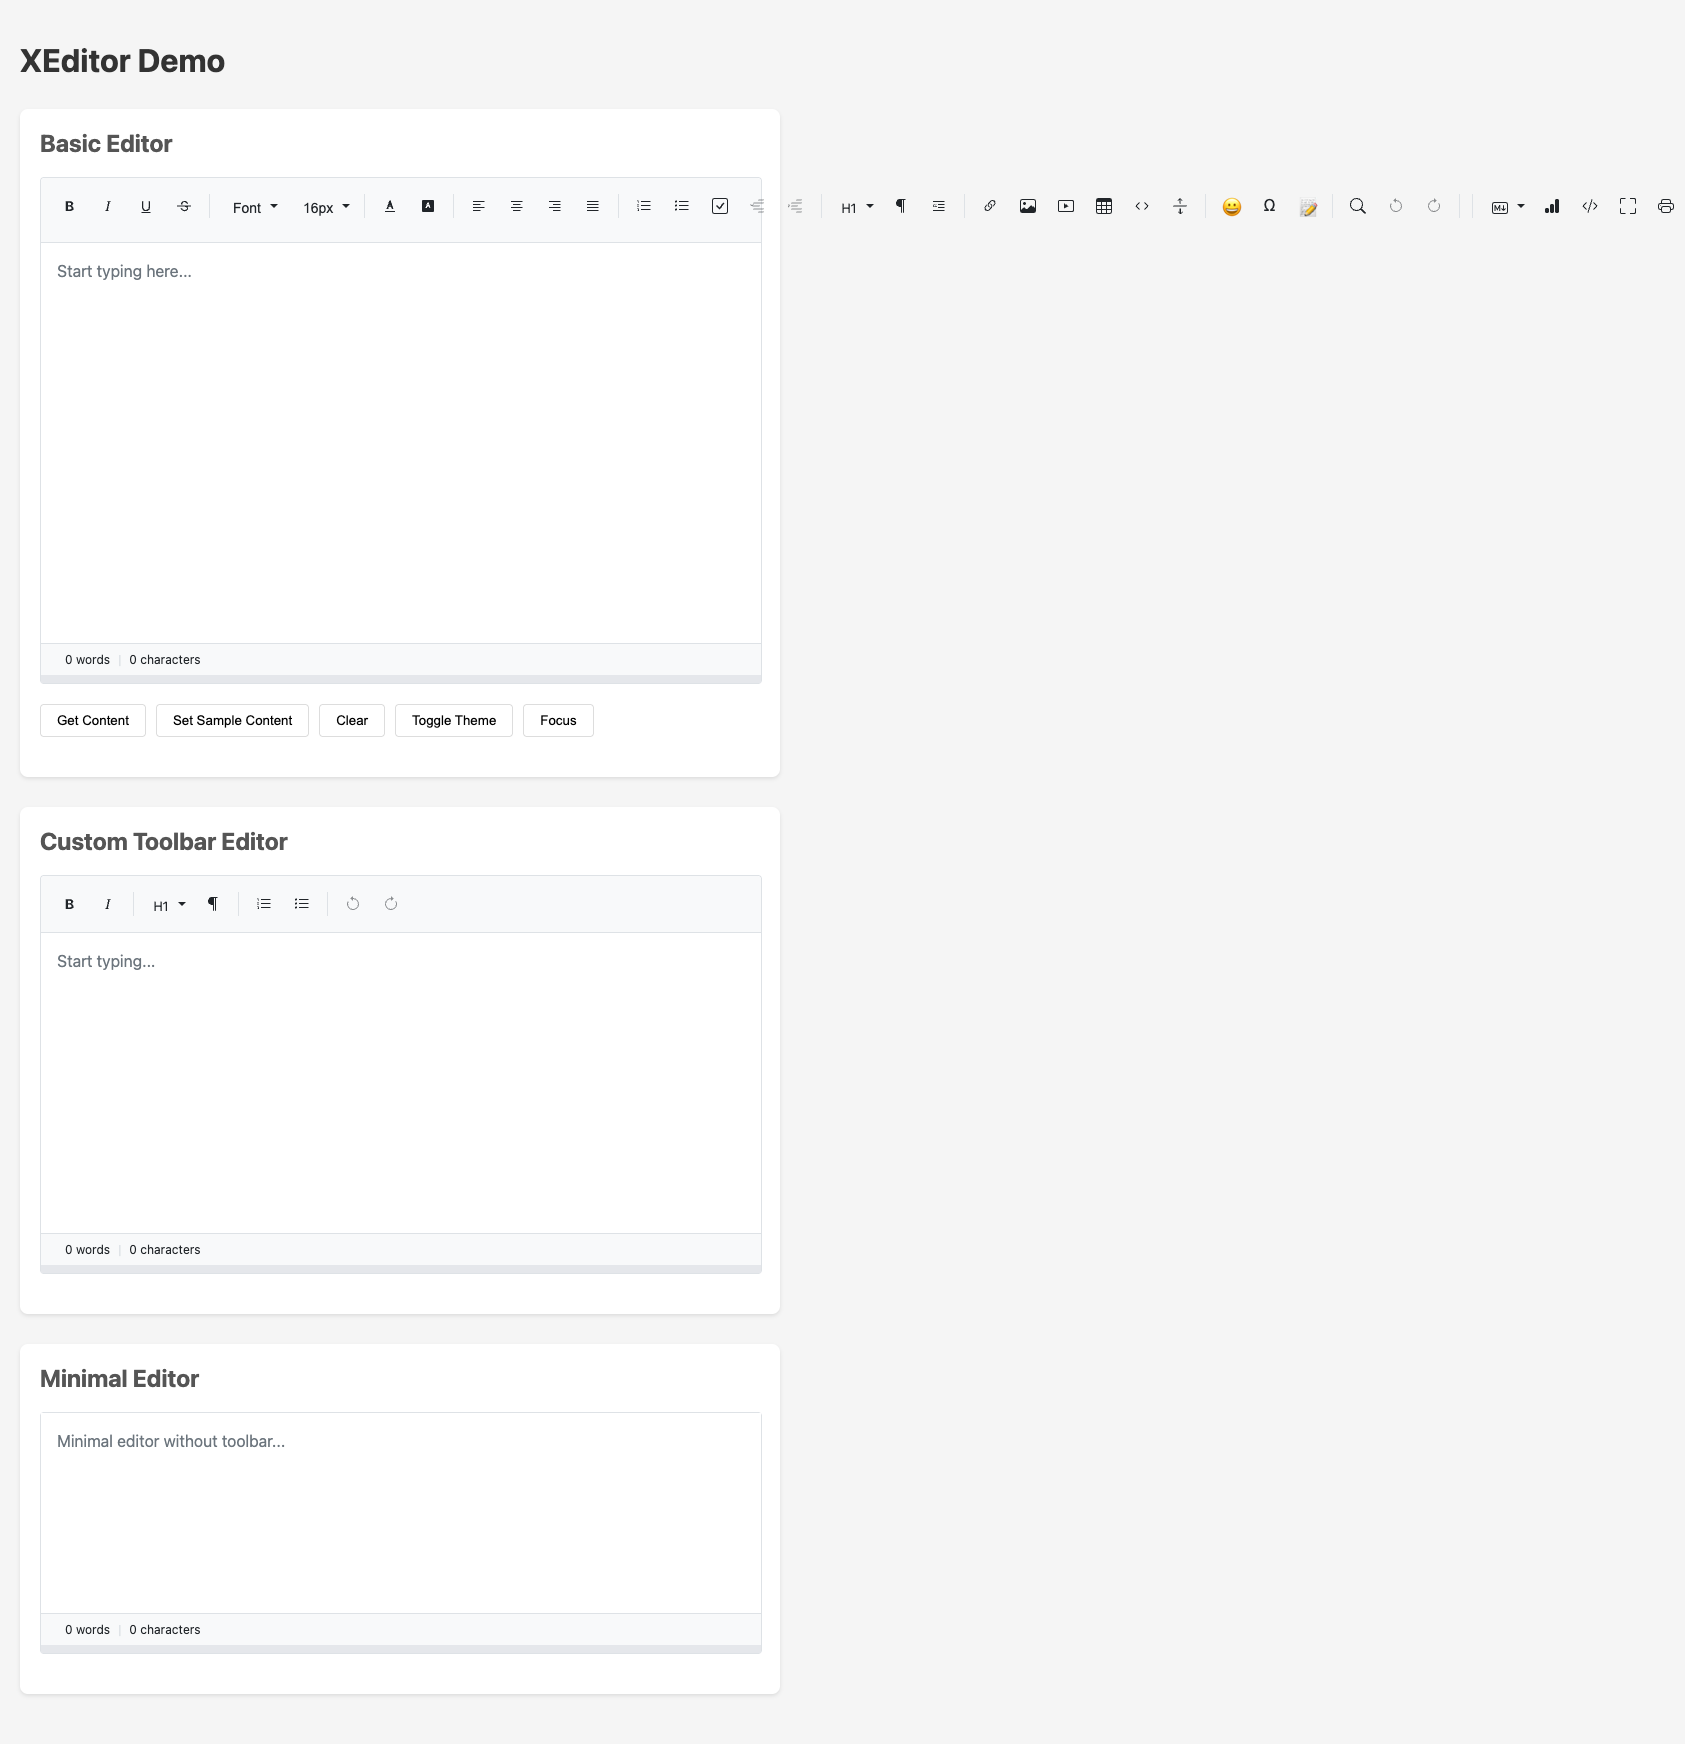 XEditor Demo
Basic Editor
B I U S Font 16px A A H1 ¶ Ω M↓ </>
Start typing here...
0 words | 0 characters
Get Content Set Sample Content Clear Toggle Theme Focus
Custom Toolbar Editor
B I H1 ¶
Start typing...
0 words | 0 characters
Minimal Editor
Minimal editor without toolbar...
0 words | 0 characters